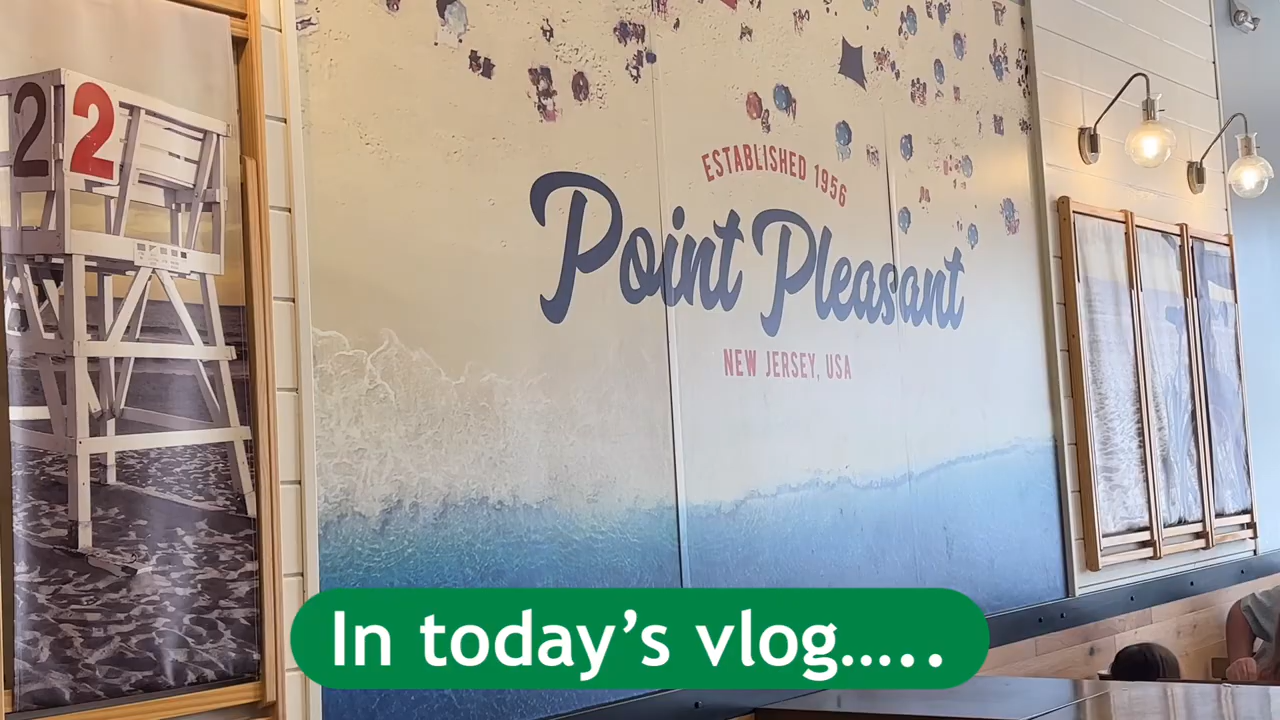 22
ESTABLISHED 1956
Point Pleasant
NEW JERSEY, USA
In today's vlog.....